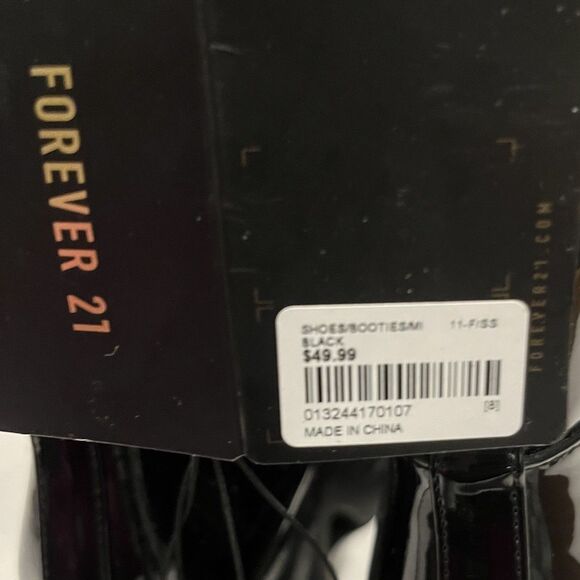 FOREVER 21
FOREVER21.COM
SHOES/BOOTIES/MI 11-F/SS
BLACK
$49.99
013244170107 [8]
MADE IN CHINA